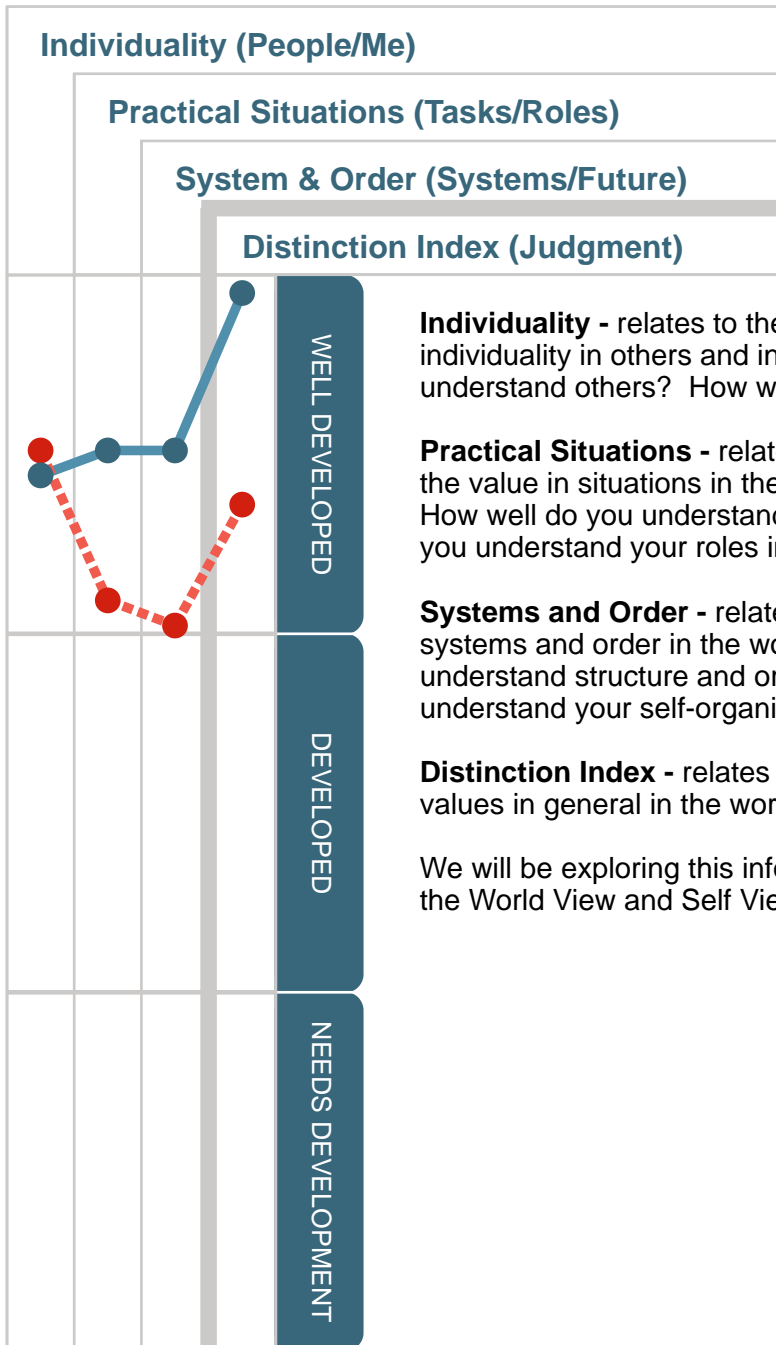 Individuality (People/Me)
Practical Situations (Tasks/Roles)
System & Order (Systems/Future)
Distinction Index (Judgment)
WELL DEVELOPED
DEVELOPED
NEEDS DEVELOPMENT
Individuality - relates to the
individuality in others and in
understand others? How w
Practical Situations - relat
the value in situations in the
How well do you understand
you understand your roles i
Systems and Order - relate
systems and order in the wo
understand structure and or
understand your self-organi
Distinction Index - relates
values in general in the wor
We will be exploring this info
the World View and Self Vie